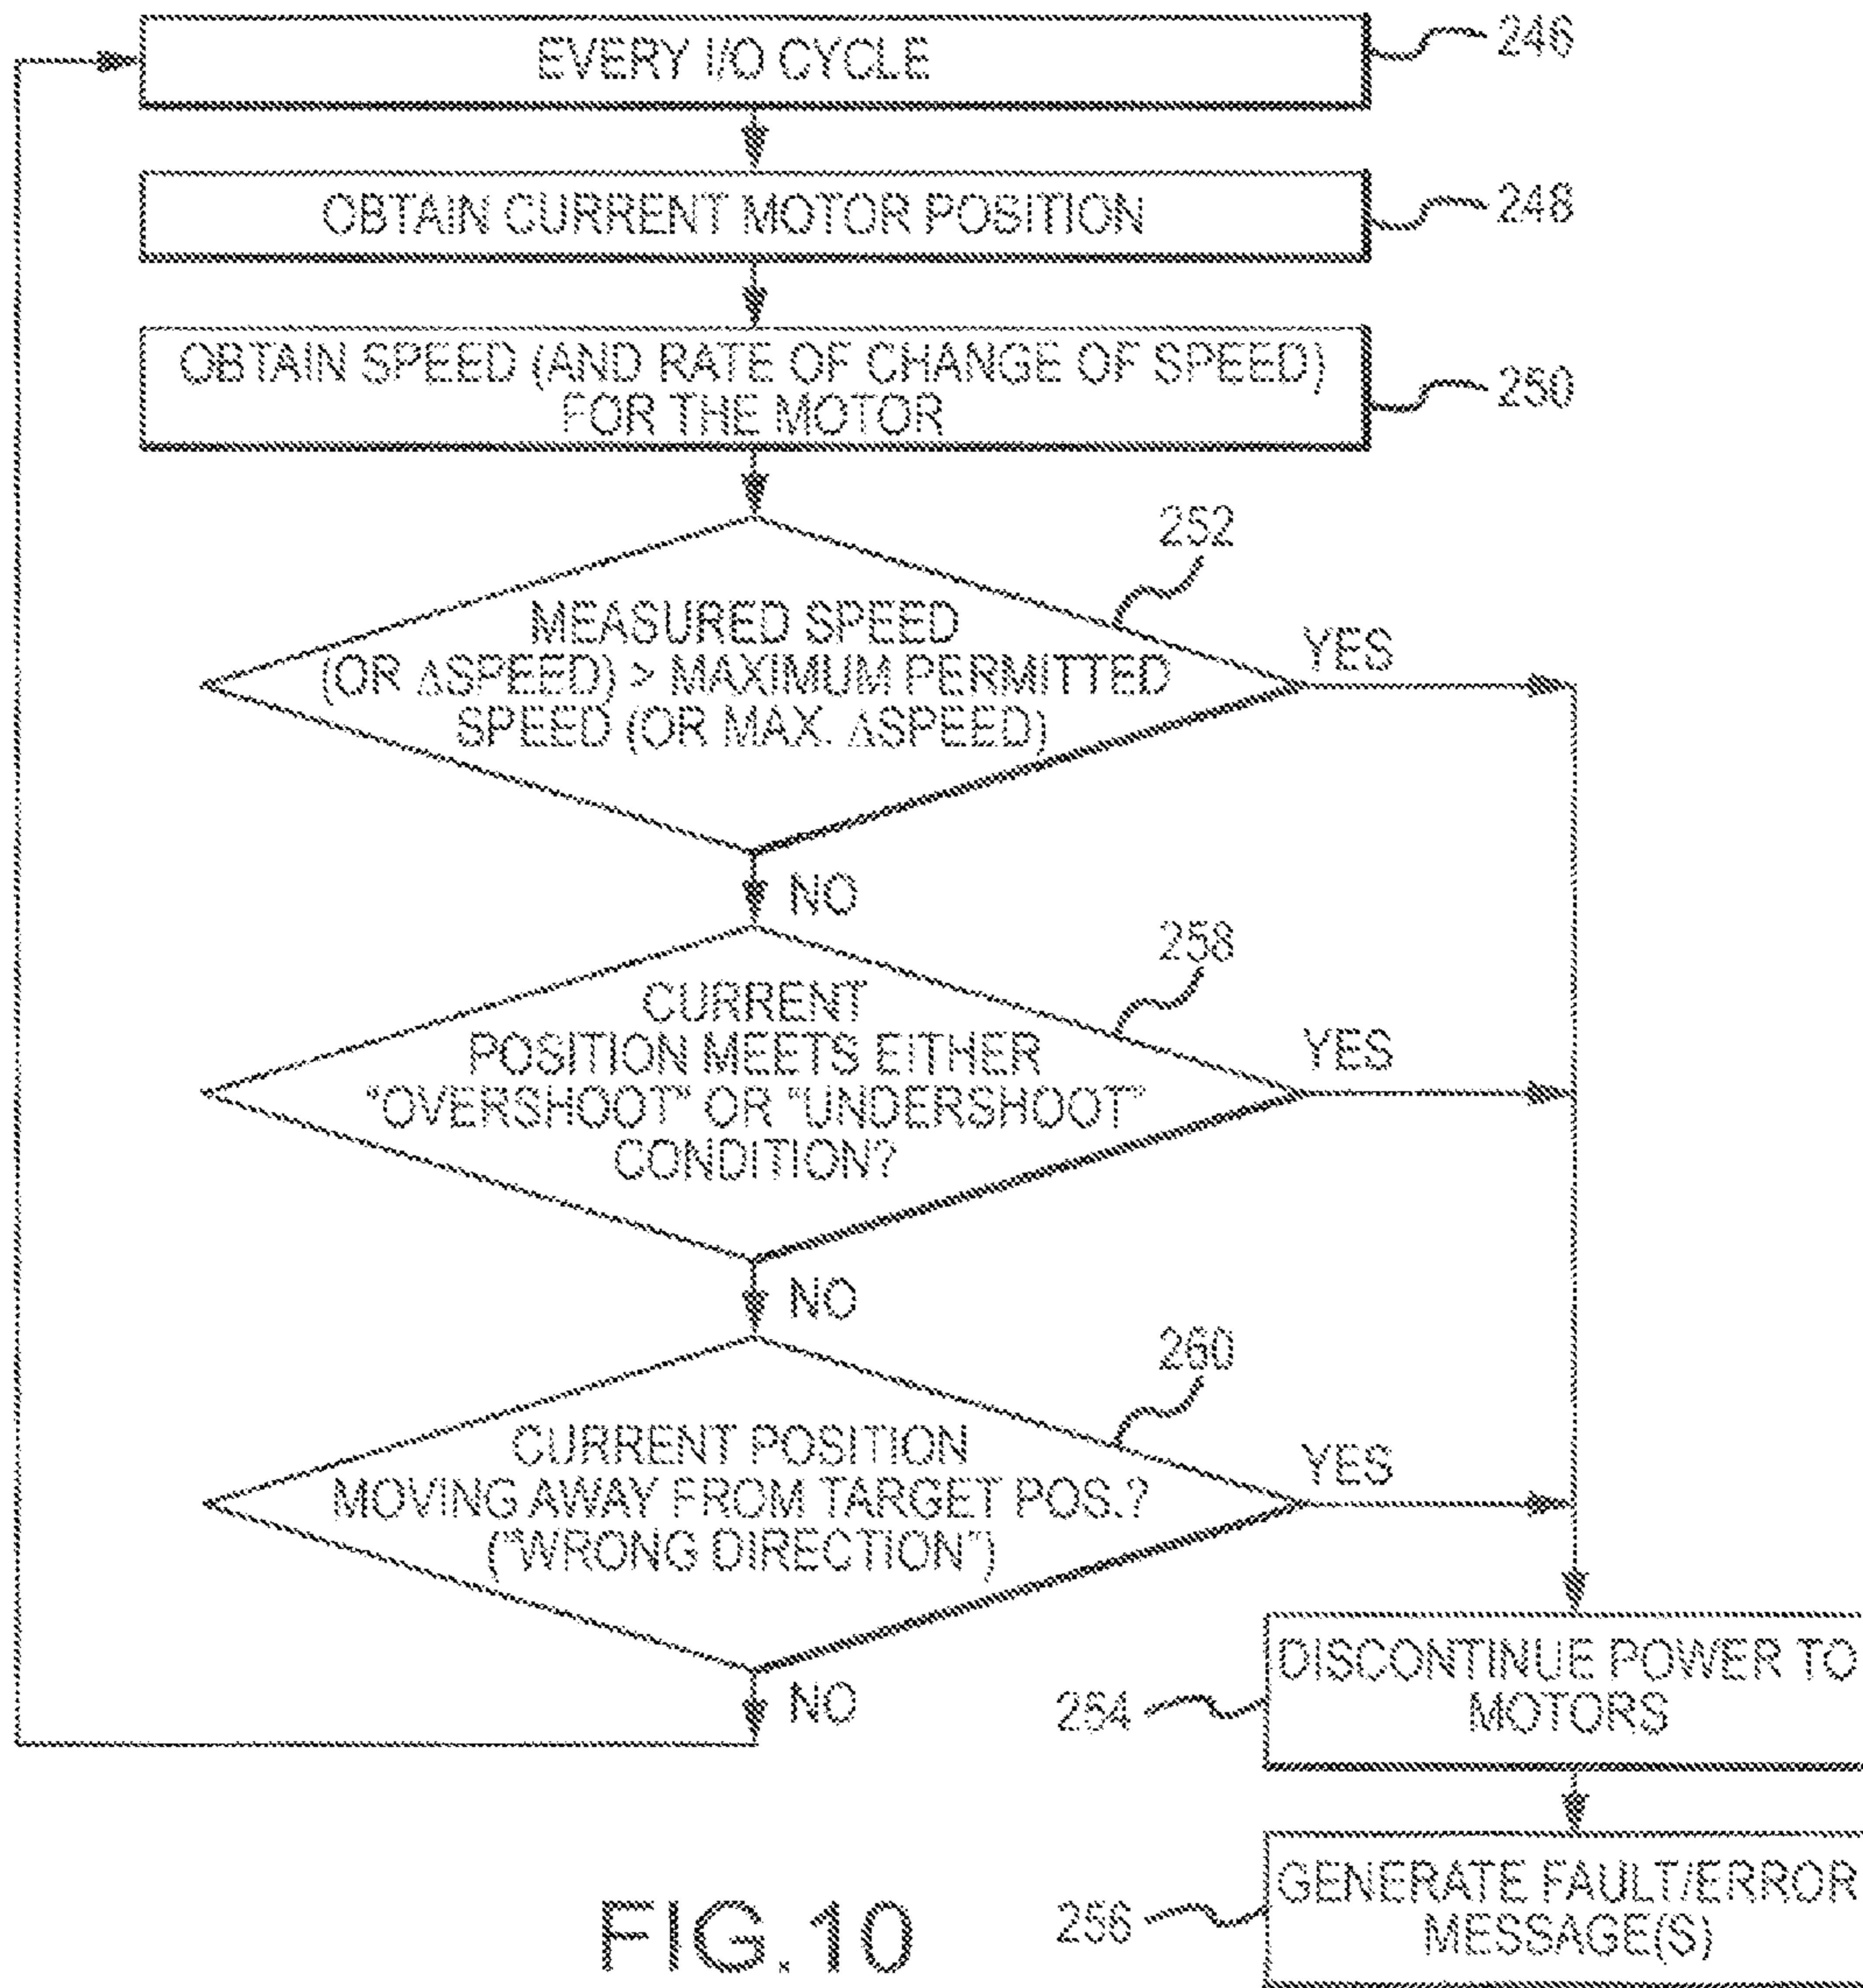 EVERY I/O CYCLE
246
OBTAIN CURRENT MOTOR POSITION
248
OBTAIN SPEED (AND RATE OF CHANGE OF SPEED)
FOR THE MOTOR
250
252
MEASURED SPEED
(OR ΔSPEED) > MAXIMUM PERMITTED
SPEED (OR MAX. ΔSPEED)
YES
NO
258
CURRENT
POSITION MEETS EITHER
"OVERSHOOT" OR "UNDERSHOOT"
CONDITION?
YES
NO
260
CURRENT POSITION
MOVING AWAY FROM TARGET POS.?
("WRONG DIRECTION")
YES
NO
254
DISCONTINUE POWER TO
MOTORS
256
GENERATE FAULT/ERROR
MESSAGE(S)
FIG.10